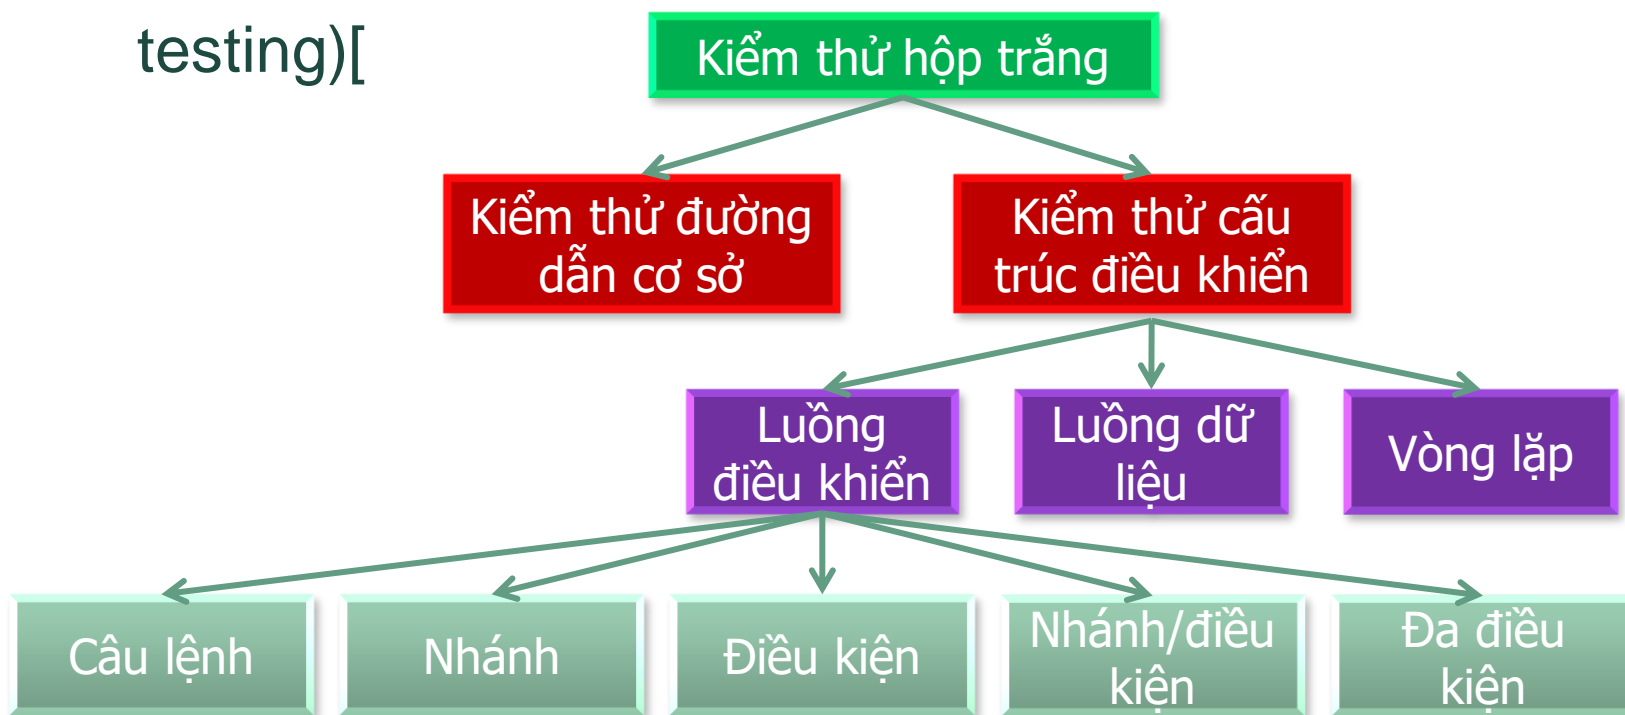 testing)[
Kiểm thử hộp trắng
Kiểm thử đường
dẫn cơ sở
Kiểm thử cấu
trúc điều khiển
Luồng
điều khiển
Luồng dữ
liệu
Vòng lặp
Câu lệnh
Nhánh
Điều kiện
Nhánh/điều
kiện
Đa điều
kiện